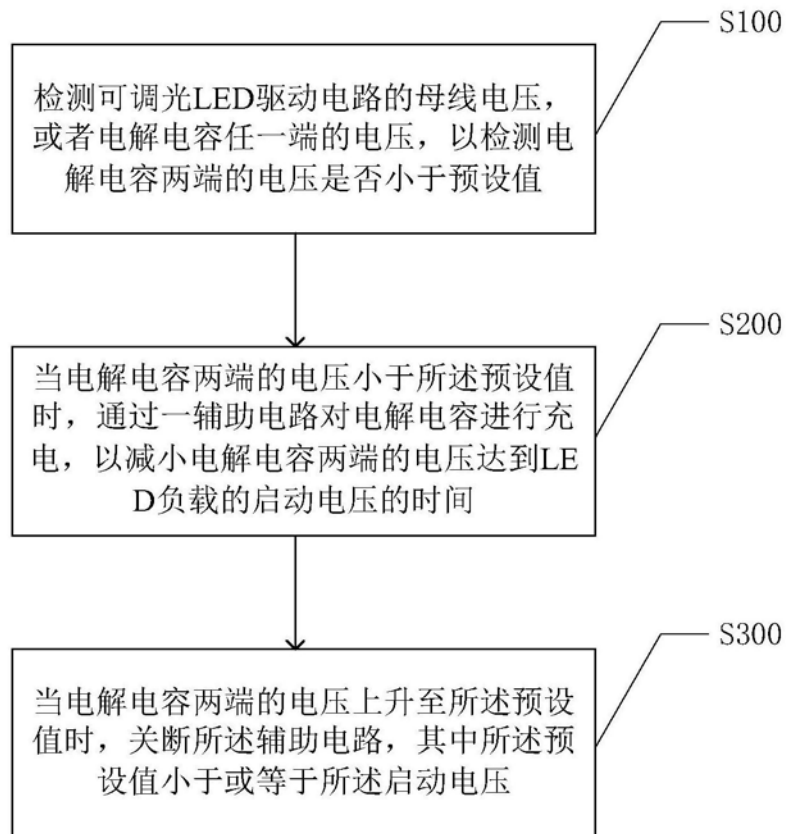 S100
检测可调光LED驱动电路的母线电压，
或者电解电容任一端的电压，以检测电
解电容两端的电压是否小于预设值
S200
当电解电容两端的电压小于所述预设值
时，通过一辅助电路对电解电容进行充
电，以减小电解电容两端的电压达到LE
D负载的启动电压的时间
S300
当电解电容两端的电压上升至所述预设
值时，关断所述辅助电路，其中所述预
设值小于或等于所述启动电压